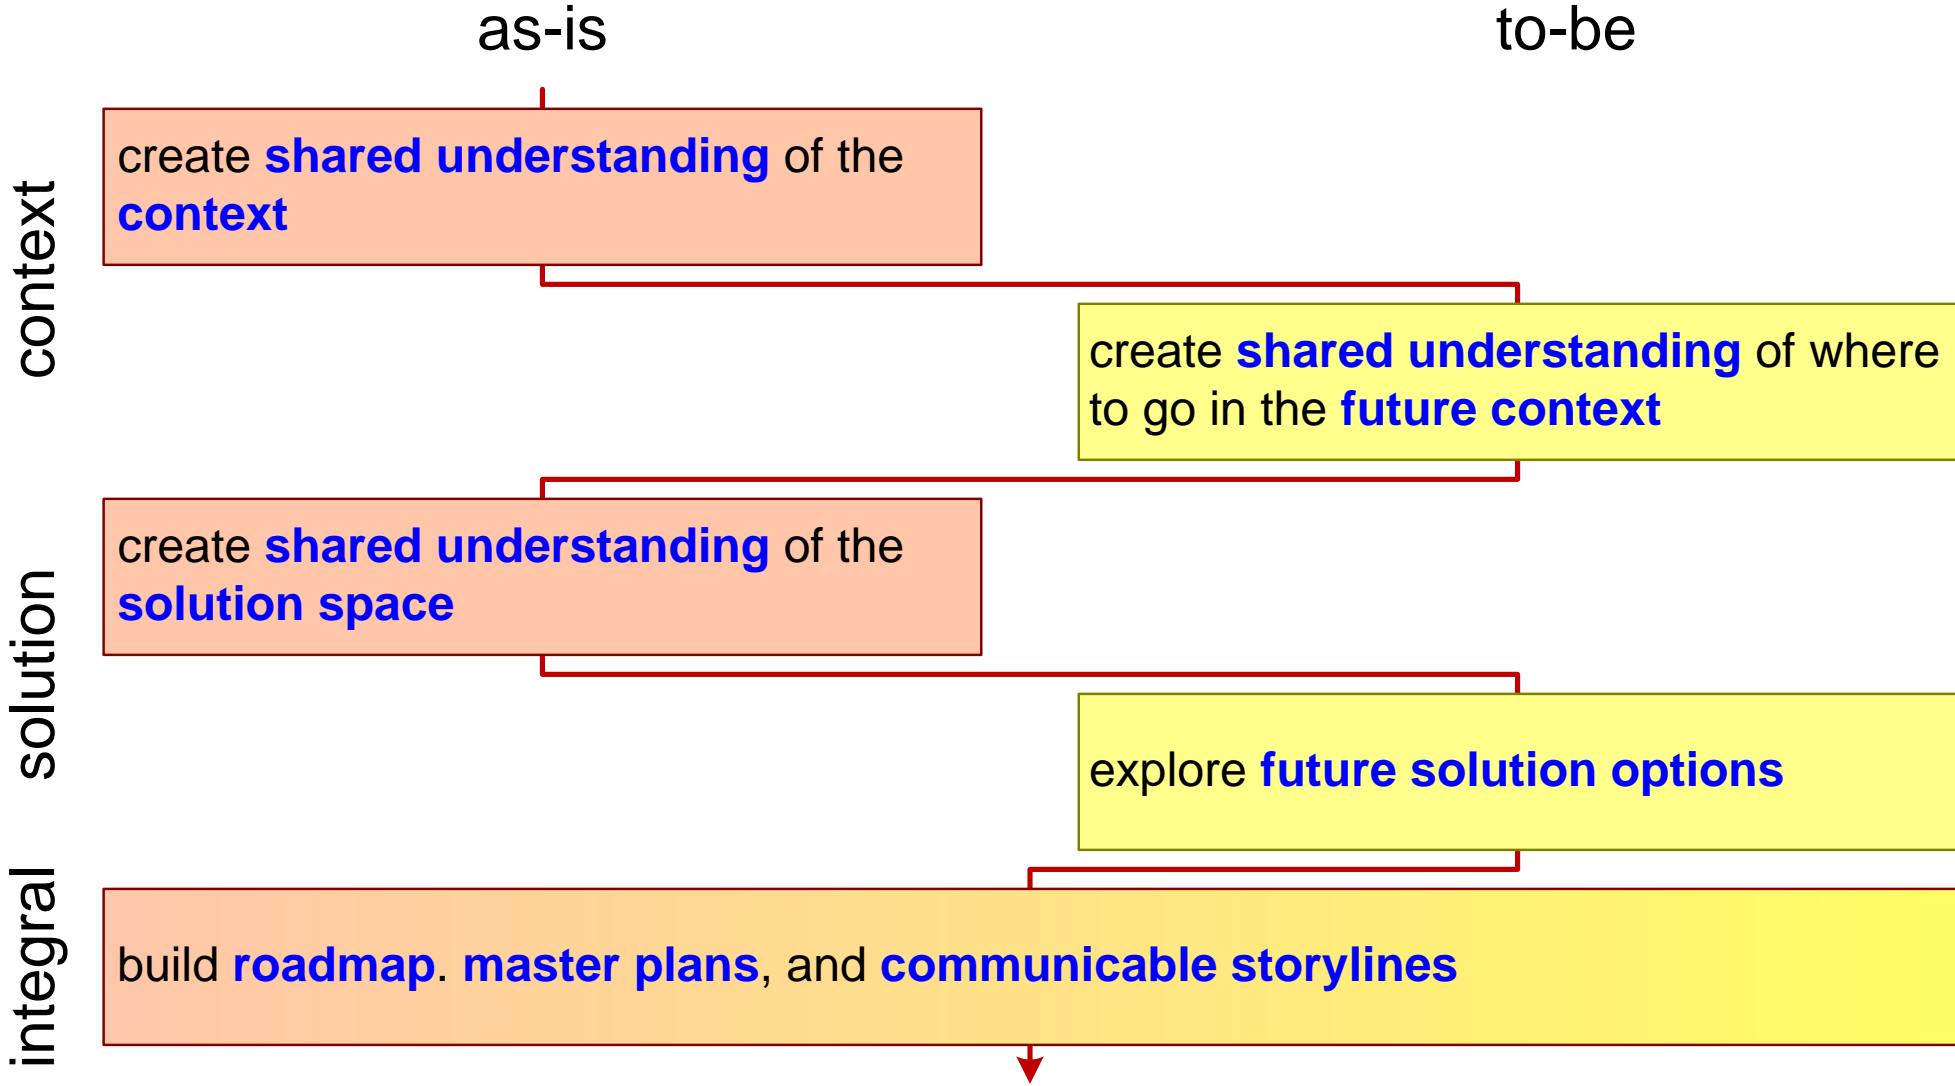 as-is
to-be
context
create shared understanding of the
context
create shared understanding of where
to go in the future context
solution
create shared understanding of the
solution space
explore future solution options
integral
build roadmap. master plans, and communicable storylines